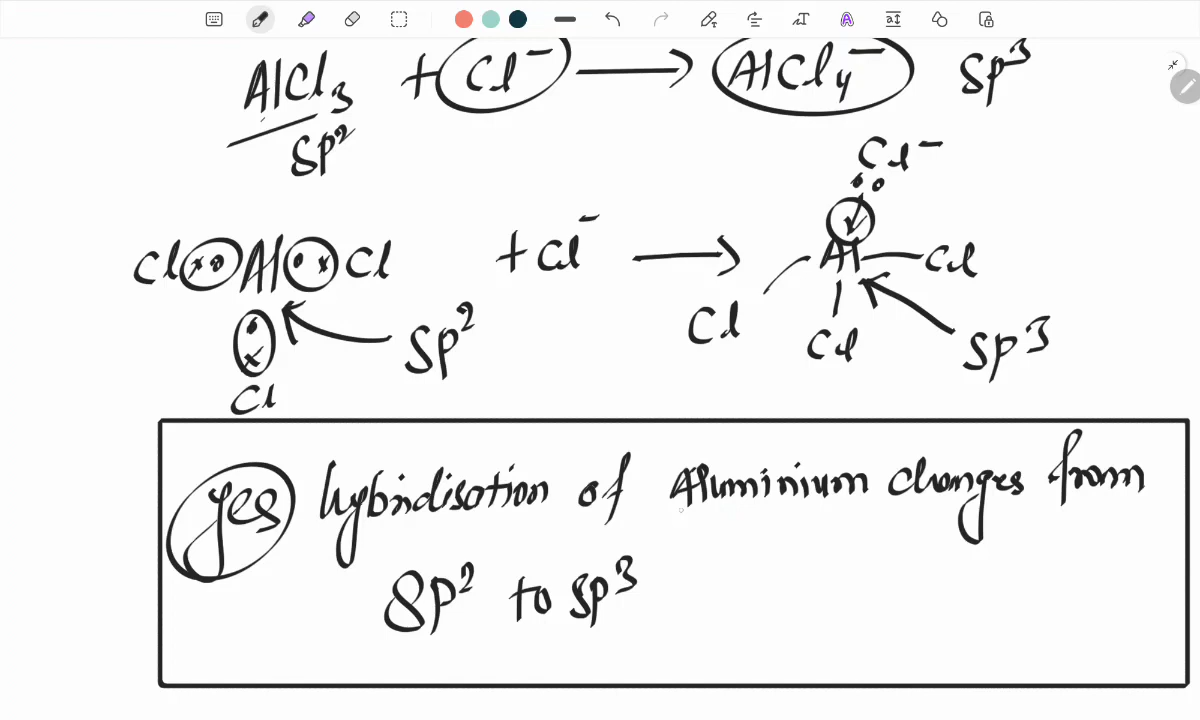 AlCl3 + Cl⁻ → AlCl4⁻ Sp³
Sp²
Cl⁻
Cl Al Cl + Cl⁻ → Al — Cl
Cl
Sp²
Cl
Cl
Sp3
Yes hybridisation of Aluminium changes from
Sp² to Sp³